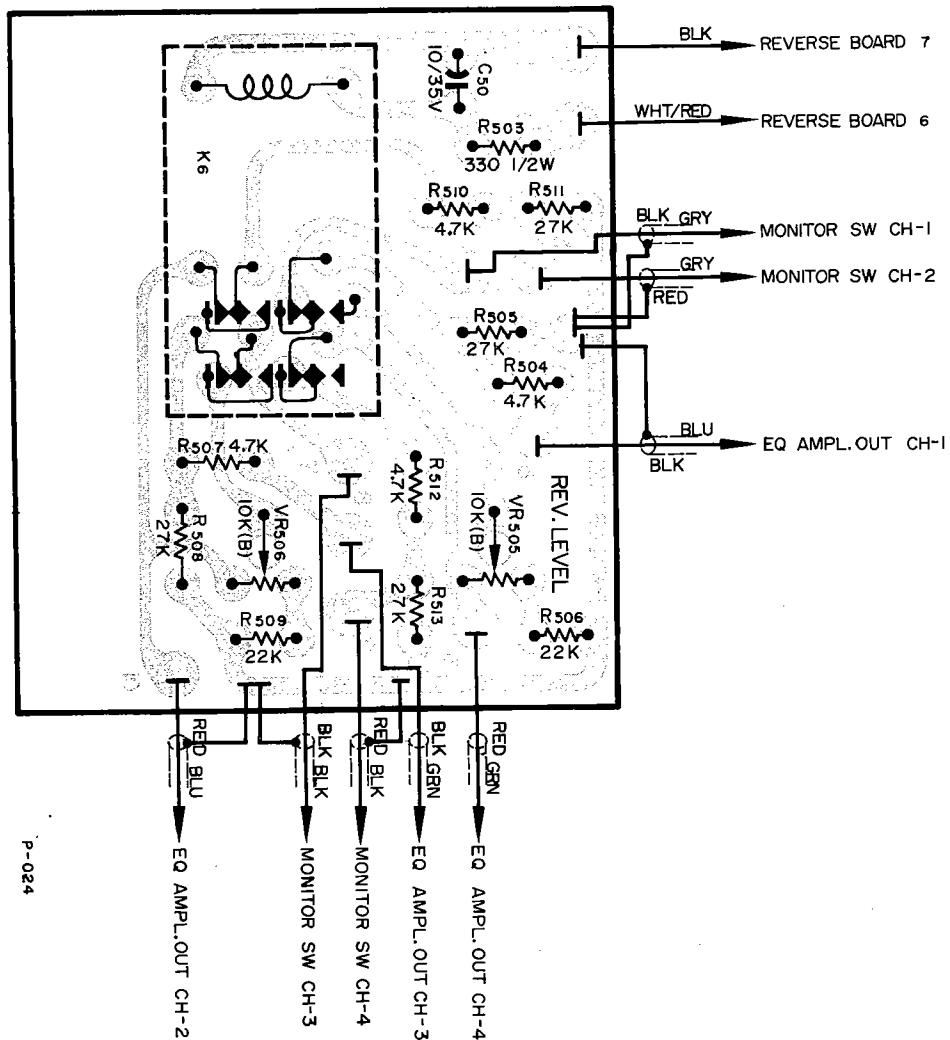 BLK
REVERSE BOARD 7
WHT/RED
REVERSE BOARD 6
C50
10/35V
R503
330 1/2W
K6
R510
4.7K
R511
27K
BLK GRY
MONITOR SW CH-1
GRY
MONITOR SW CH-2
RED
R505
27K
R504
4.7K
BLU
EQ AMPL.OUT CH-1
BLK
R507 4.7K
R512
4.7K
R508
27K
VR506
10K(B)
VR505
10K(B)
REV. LEVEL
R513
2.7K
R509
22K
R506
22K
RED
BLU
BLK
BLK
RED
BLK
BLK
GRN
RED
GRN
EQ AMPL.OUT CH-2
MONITOR SW CH-3
MONITOR SW CH-4
EQ AMPL.OUT CH-3
EQ AMPL.OUT CH-4
P-024